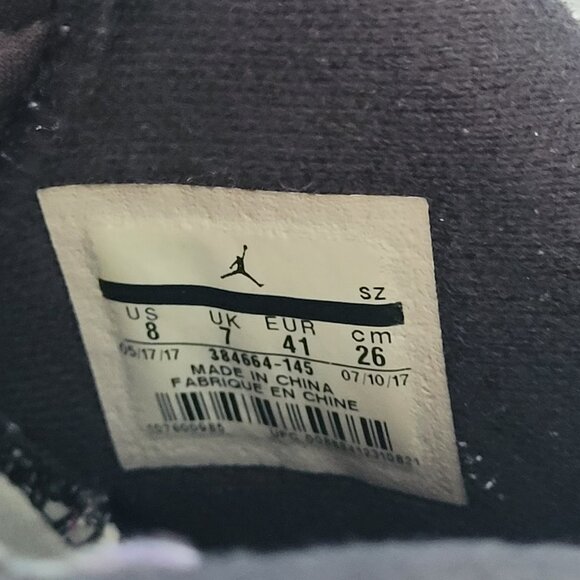 SZ
US UK EUR cm
8 7 41 26
05/17/17 384664-145 07/10/17
MADE IN CHINA
FABRIQUE EN CHINE
UPC